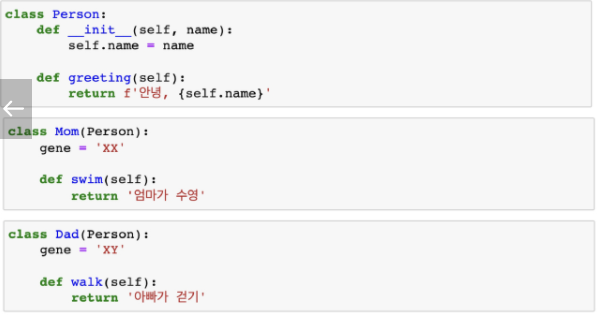 class Person:
    def __init__(self, name):
        self.name = name
    def greeting(self):
        return f'안녕, {self.name}'
class Mom(Person):
    gene = 'XX'
    def swim(self):
        return '엄마가 수영'
class Dad(Person):
    gene = 'XY'
    def walk(self):
        return '아빠가 걷기'